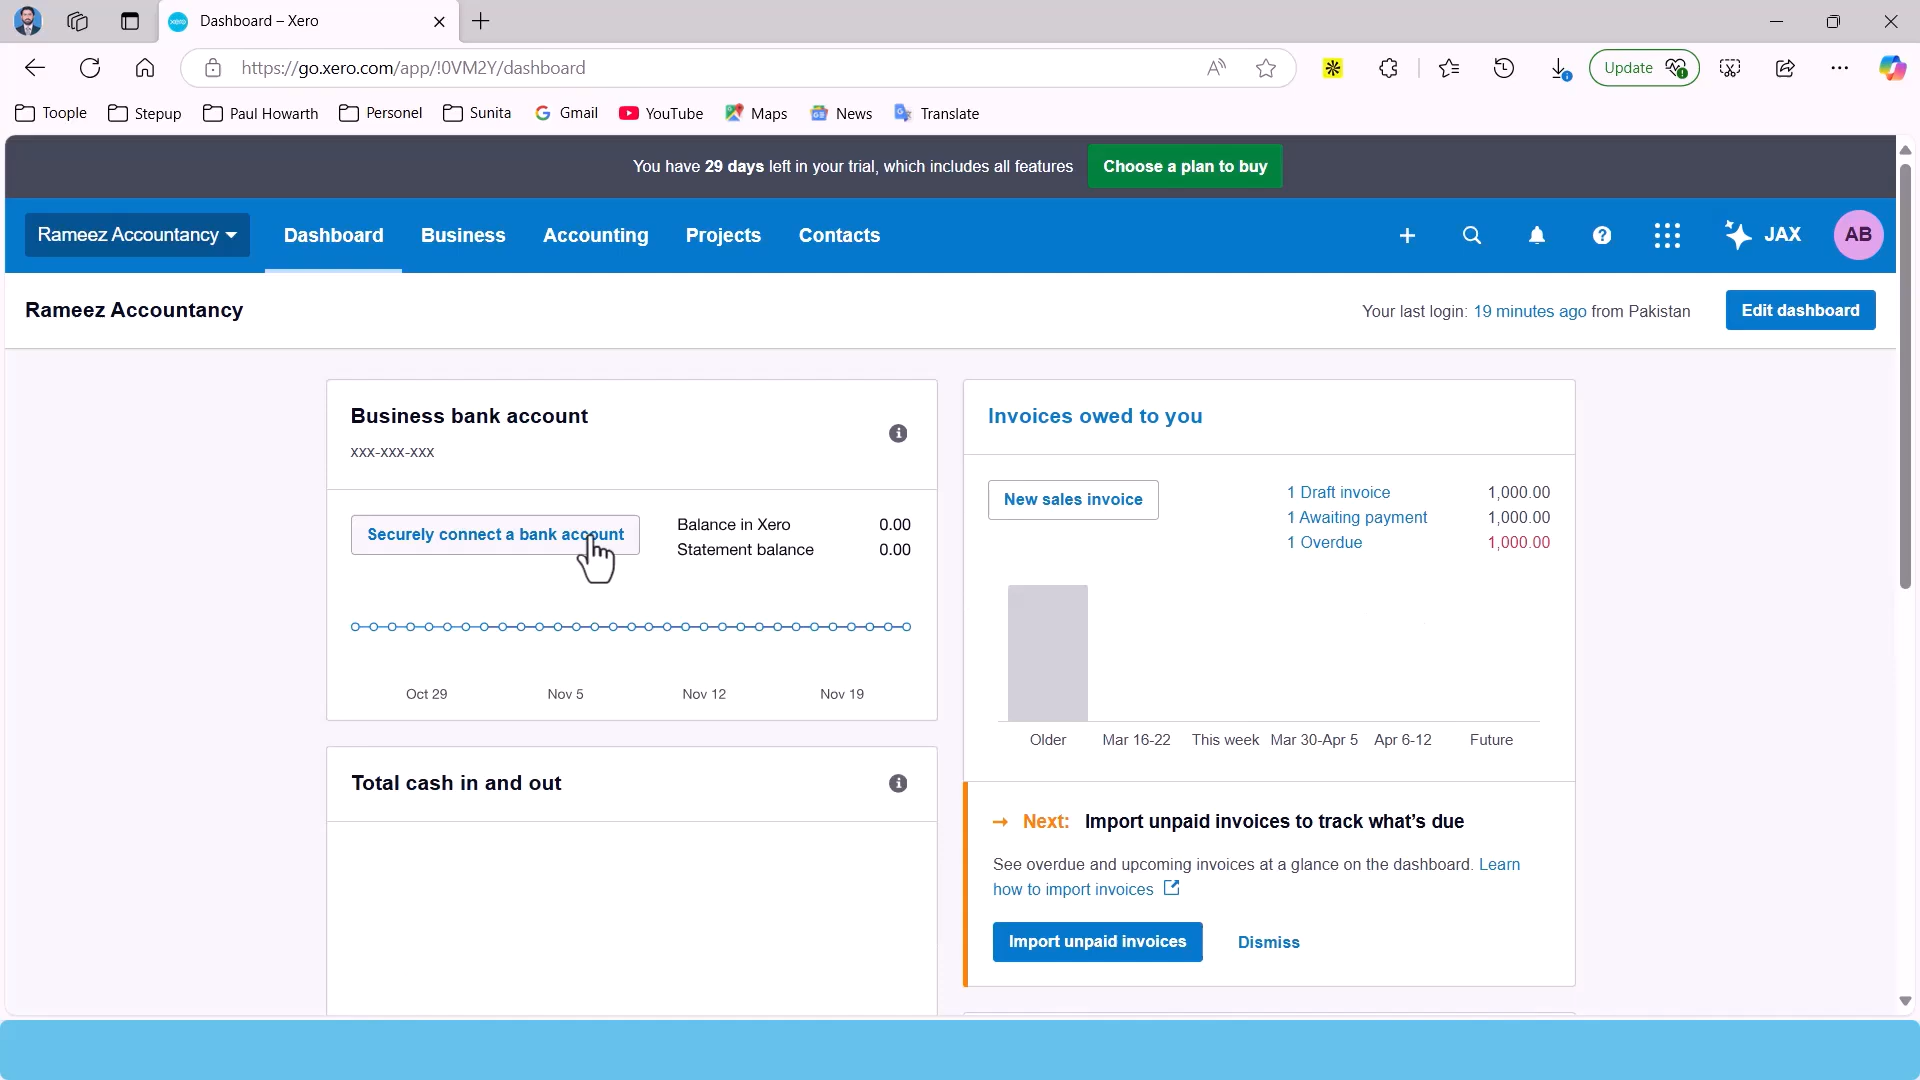 Dashboard – Xero
https://go.xero.com/app/!0VM2Y/dashboard
A
Update
Toople
Stepup
Paul Howarth
Personel
Sunita
Gmail
YouTube
Maps
News
Translate
You have 29 days left in your trial, which includes all features
Choose a plan to buy
Rameez Accountancy
Dashboard
Business
Accounting
Projects
Contacts
JAX
AB
Rameez Accountancy
Your last login: 19 minutes ago from Pakistan
Edit dashboard
Business bank account
xxx-xxx-xxx
Securely connect a bank account
Balance in Xero 0.00
Statement balance 0.00
Oct 29
Nov 5
Nov 12
Nov 19
Total cash in and out
Invoices owed to you
New sales invoice
1 Draft invoice 1,000.00
1 Awaiting payment 1,000.00
1 Overdue 1,000.00
Older
Mar 16-22
This week
Mar 30-Apr 5
Apr 6-12
Future
→ Next: Import unpaid invoices to track what's due
See overdue and upcoming invoices at a glance on the dashboard. Learn
how to import invoices
Import unpaid invoices
Dismiss